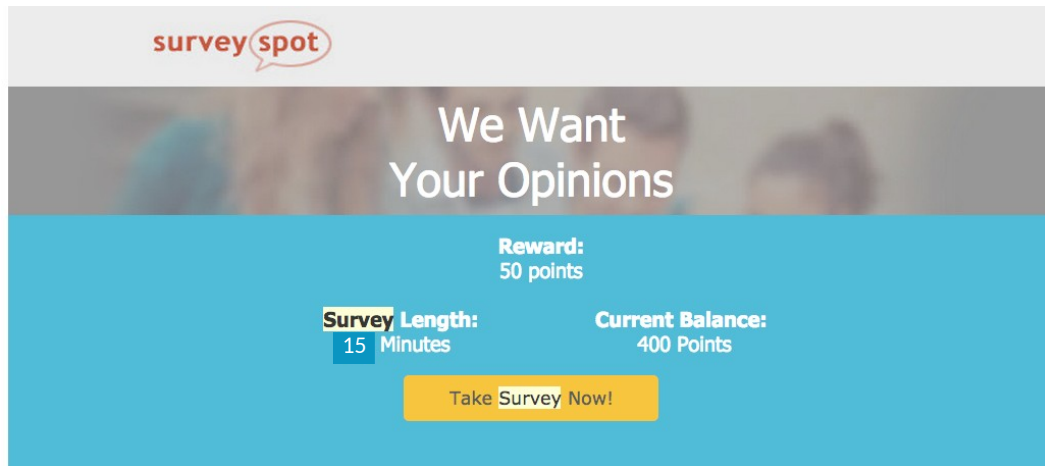 surveyspot
We Want
Your Opinions
Reward:
50 points
Survey Length:
15 Minutes
Current Balance:
400 Points
Take Survey Now!